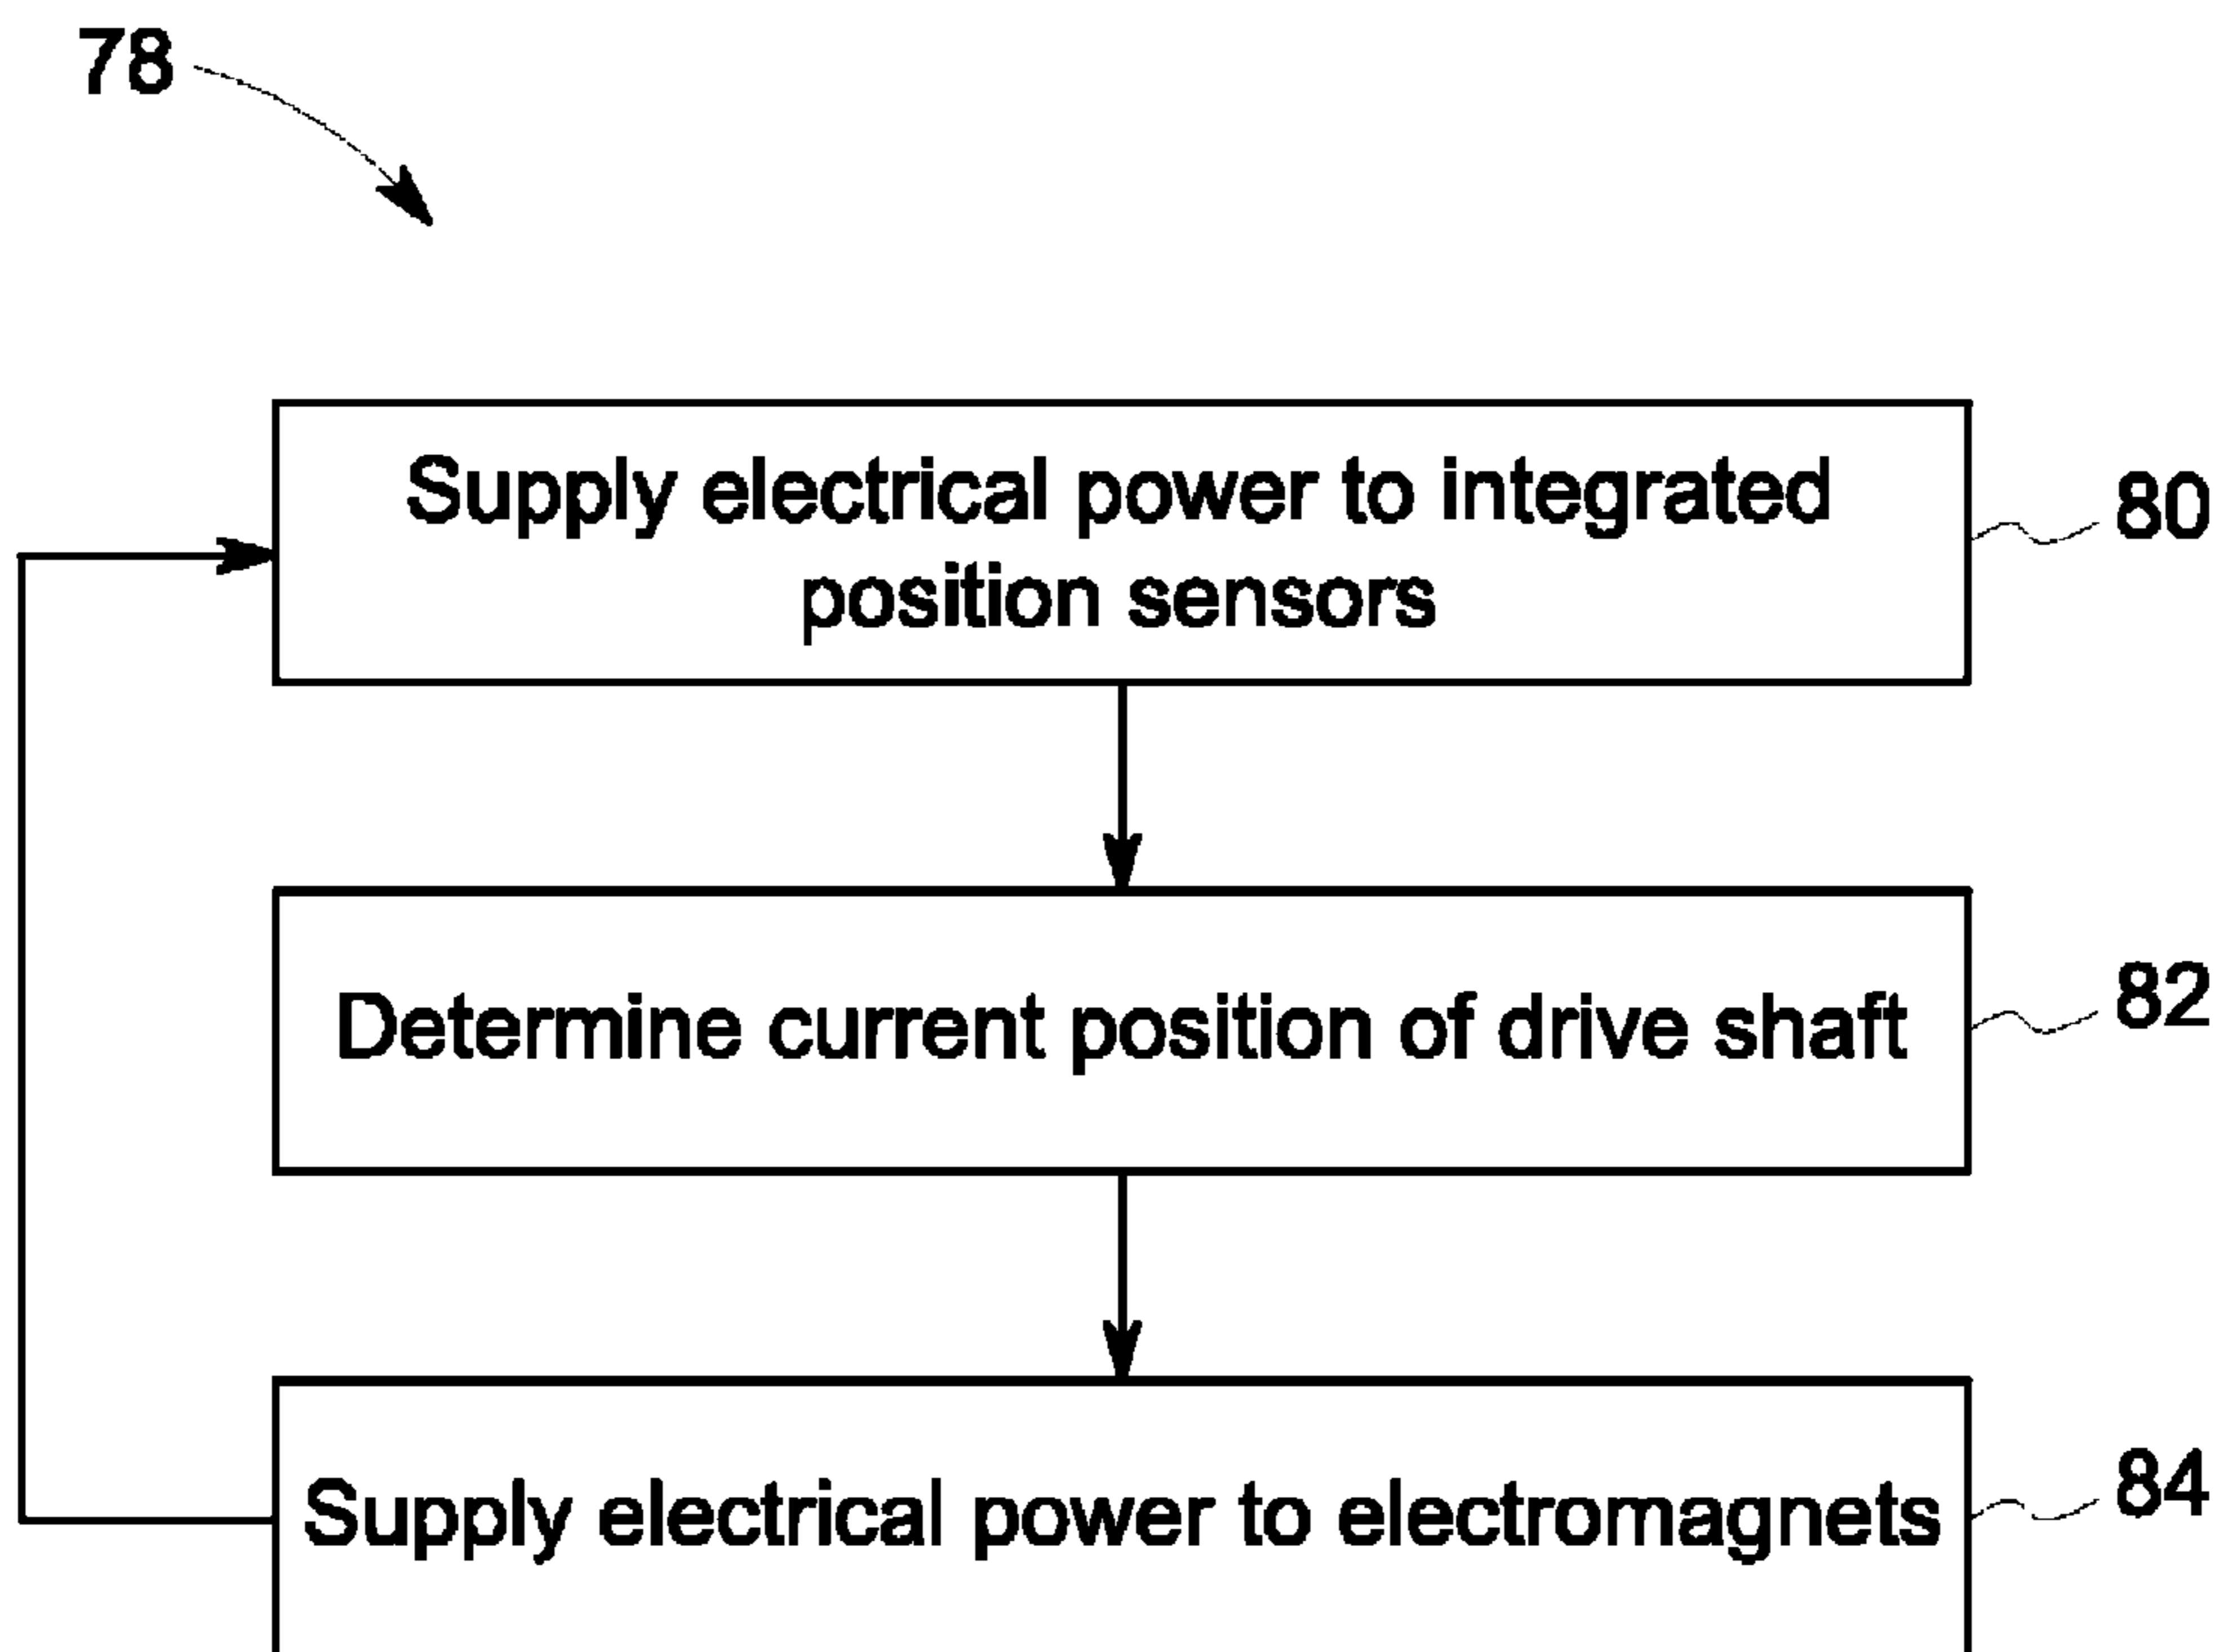 78
Supply electrical power to integrated
position sensors
80
Determine current position of drive shaft
82
Supply electrical power to electromagnets
84